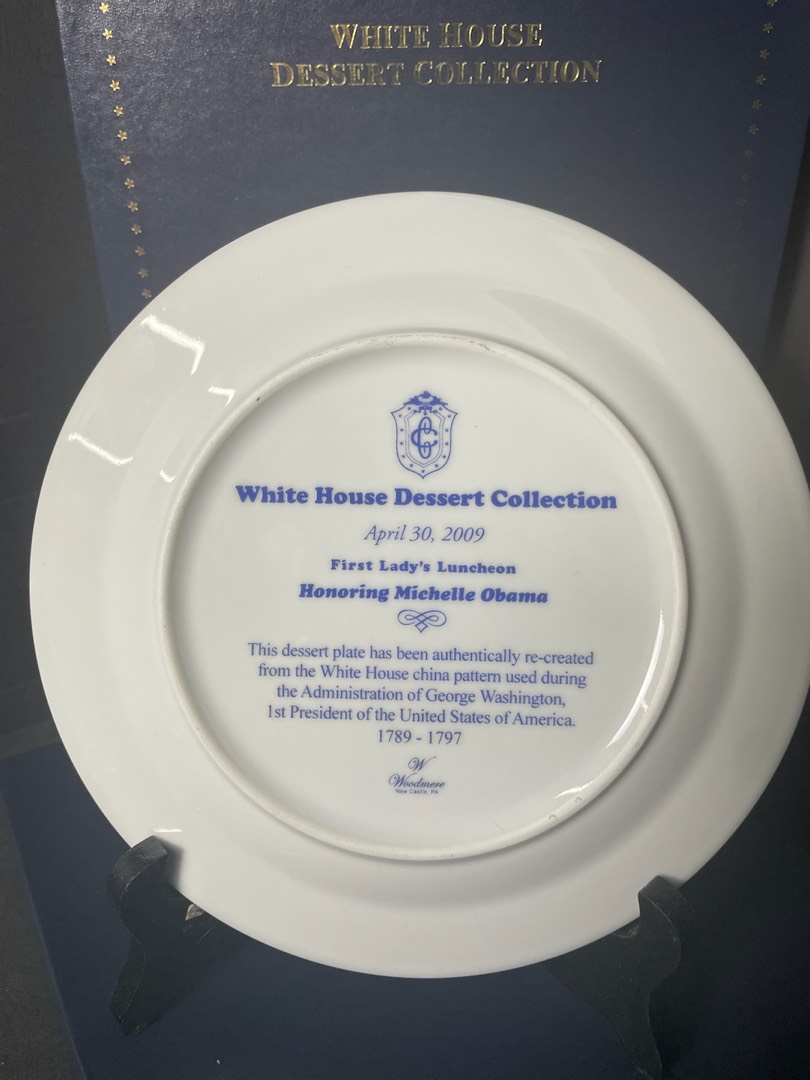 WHITE HOUSE
DESSERT COLLECTION
White House Dessert Collection
April 30, 2009
First Lady's Luncheon
Honoring Michelle Obama
This dessert plate has been authentically re-created
from the White House china pattern used during
the Administration of George Washington,
1st President of the United States of America.
1789 - 1797
W
Woodmere
New Castle, PA